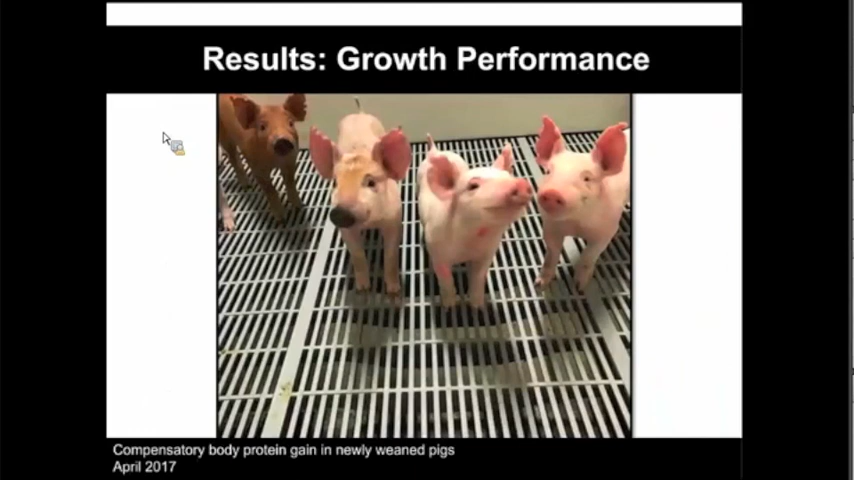 Results: Growth Performance
Compensatory body protein gain in newly weaned pigs
April 2017